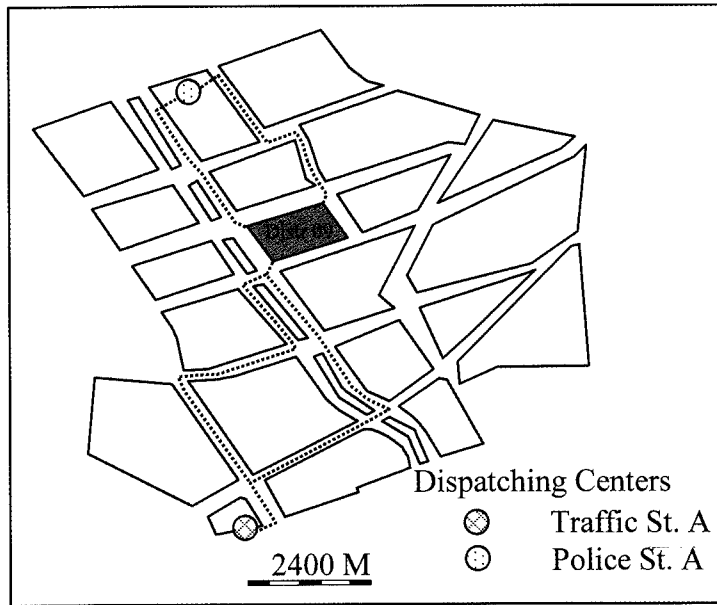 Dispatching Centers
Traffic St. A
Police St. A
2400 M